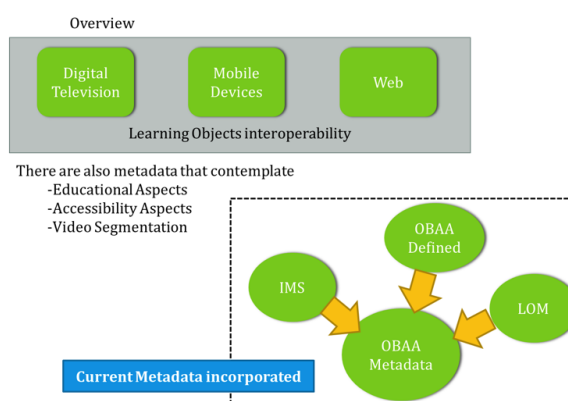 Overview
Digital
Television
Mobile
Devices
Web
Learning Objects interoperability
There are also metadata that contemplate
-Educational Aspects
-Accessibility Aspects
-Video Segmentation
OBAA
Defined
IMS
LOM
OBAA
Metadata
Current Metadata incorporated